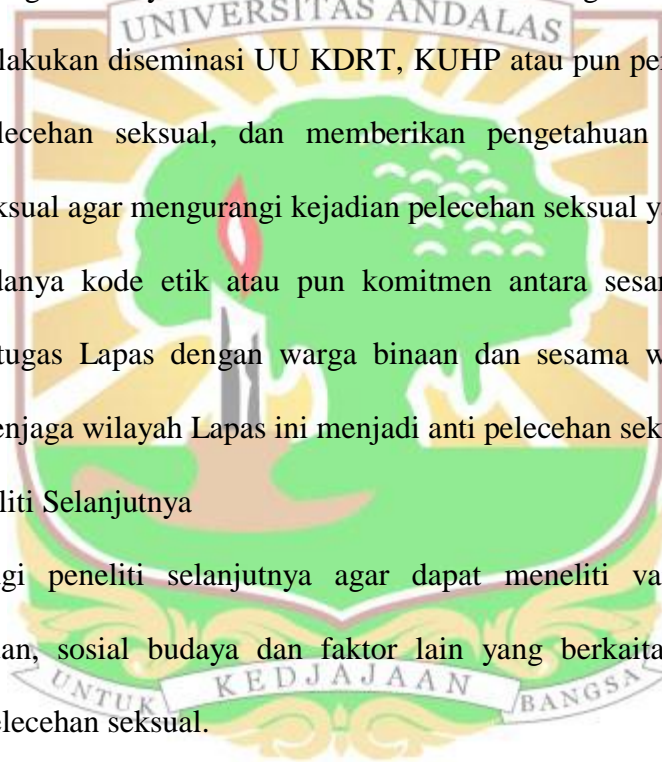 UNIVERSITAS ANDALAS
lakukan diseminasi UU KDRT, KUHP atau pun per
lecehan seksual, dan memberikan pengetahuan
ksual agar mengurangi kejadian pelecehan seksual ya
danya kode etik atau pun komitmen antara sesar
tugas Lapas dengan warga binaan dan sesama w
enjaga wilayah Lapas ini menjadi anti pelecehan sek
liti Selanjutnya
gi peneliti selanjutnya agar dapat meneliti va
an, sosial budaya dan faktor lain yang berkaita
UNTUK KEDJAJAAN BANGSA
elecehan seksual.